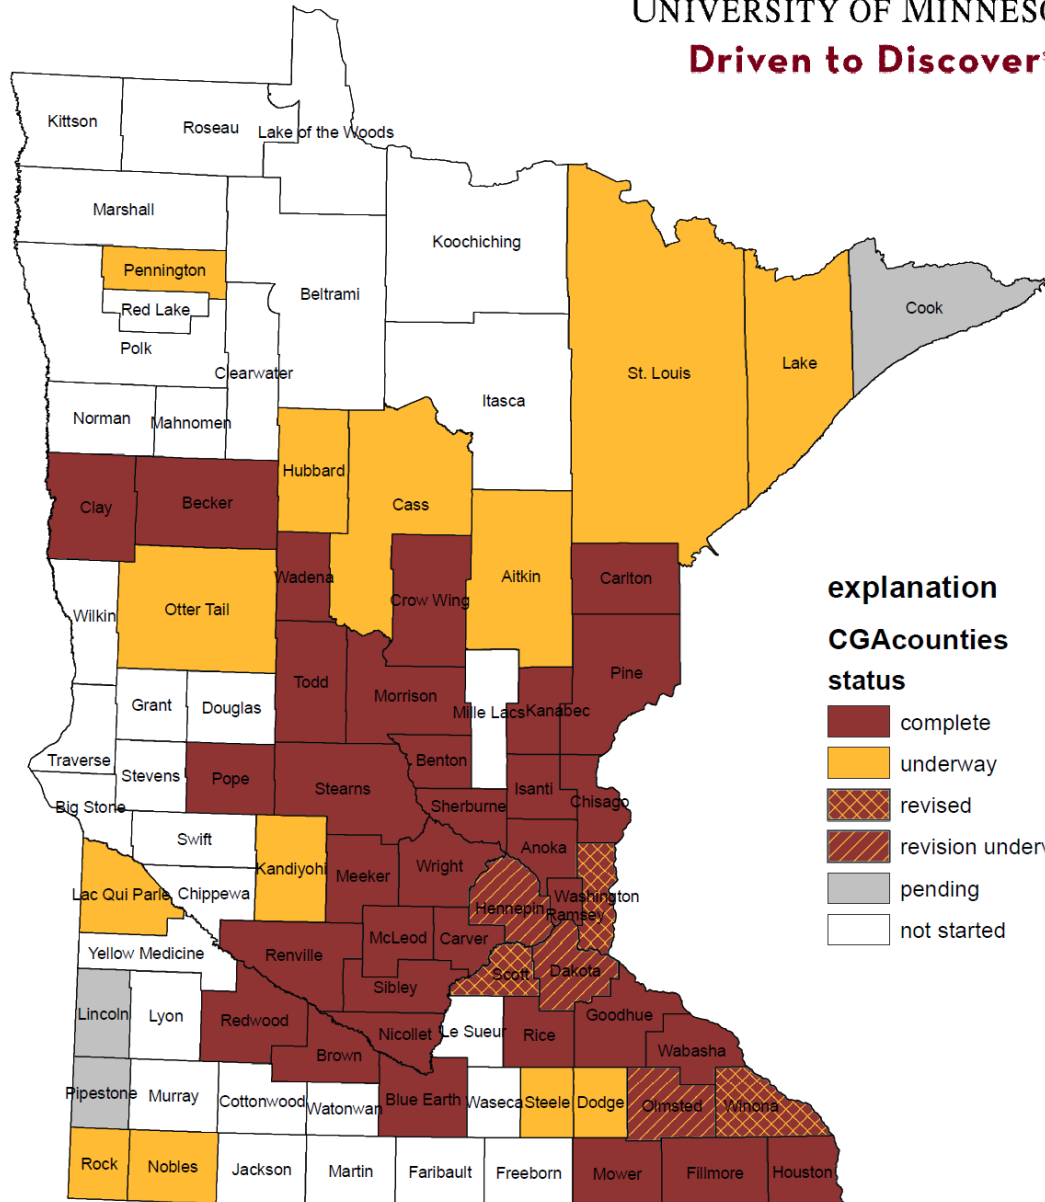 UNIVERSITY OF MINNESO
Driven to Discover
Kittson
Roseau
Lake of the Woods
Marshall
Koochiching
Pennington
Beltrami
Red Lake
Cook
Polk
Lake
Clearwater
St. Louis
Itasca
Norman
Mahnomen
Hubbard
Clay
Becker
Cass
Wadena
Aitkin
Carlton
Crow Wing
Otter Tail
Wilkin
Pine
Todd
Morrison
Grant
Douglas
Mille Lacs
Kanabec
Traverse
Stevens
Pope
Benton
Stearns
Isanti
Big Stone
Sherburne
Chisago
Swift
Anoka
Kandiyohi
Wright
Meeker
Lac Qui Parle
Chippewa
Washington
Hennepin
Ramsey
McLeod
Carver
Yellow Medicine
Renville
Scott
Dakota
Sibley
Lincoln
Lyon
Redwood
Goodhue
Nicollet
Le Sueur
Rice
Brown
Wabasha
Pipestone
Murray
Cottonwood
Watonwan
Blue Earth
Waseca
Steele
Dodge
Olmsted
Winona
Rock
Nobles
Jackson
Martin
Faribault
Freeborn
Mower
Fillmore
Houston
explanation
CGAcounties
status
complete
underway
revised
revision underw
pending
not started